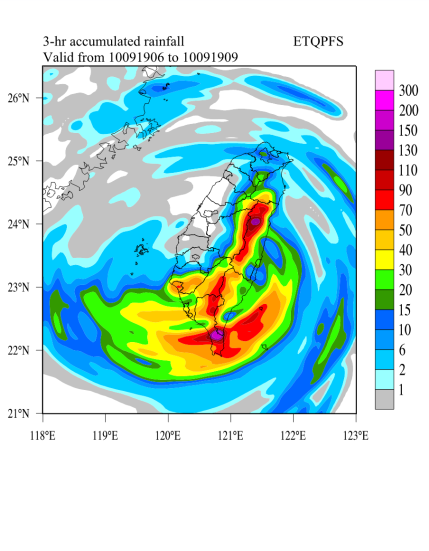 3-hr accumulated rainfall ETQPFS
Valid from 10091906 to 10091909
26°N
25°N
24°N
23°N
22°N
21°N
118°E 119°E 120°E 121°E 122°E 123°E
300
200
150
130
110
90
70
50
40
30
20
15
10
6
2
1